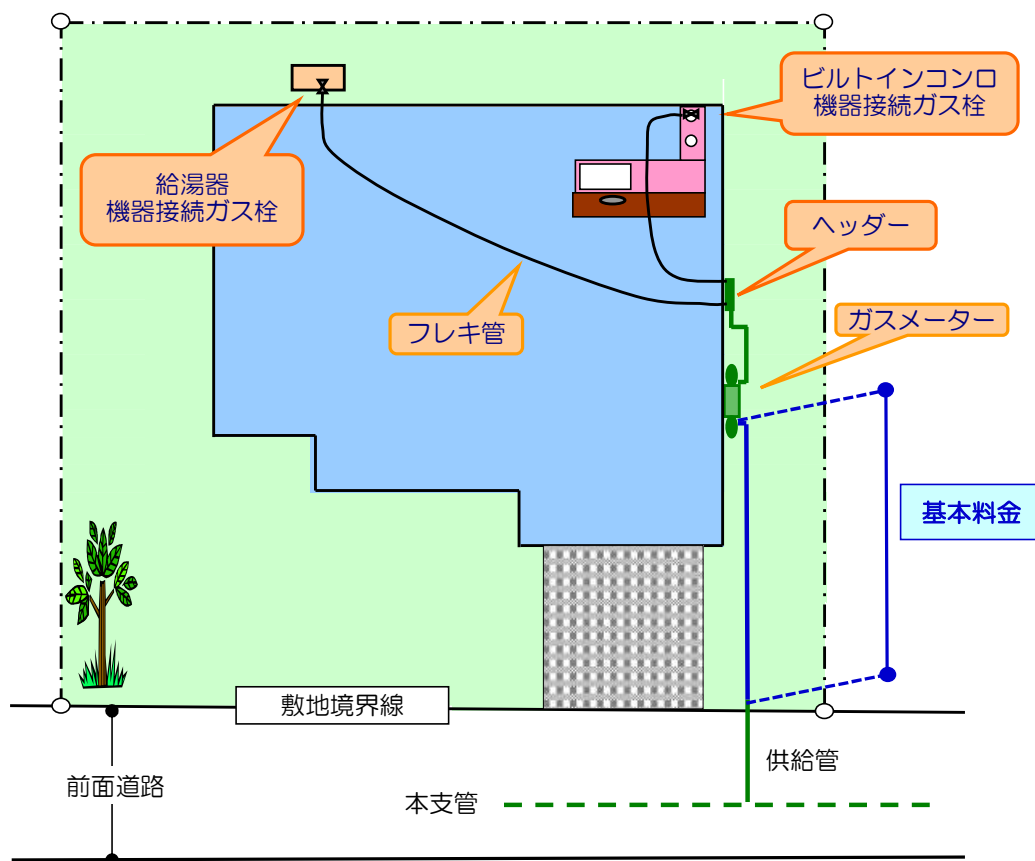 ビルトインコンロ
機器接続ガス栓
給湯器
機器接続ガス栓
ヘッダー
フレキ管
ガスメーター
基本料金
敷地境界線
供給管
前面道路
本支管